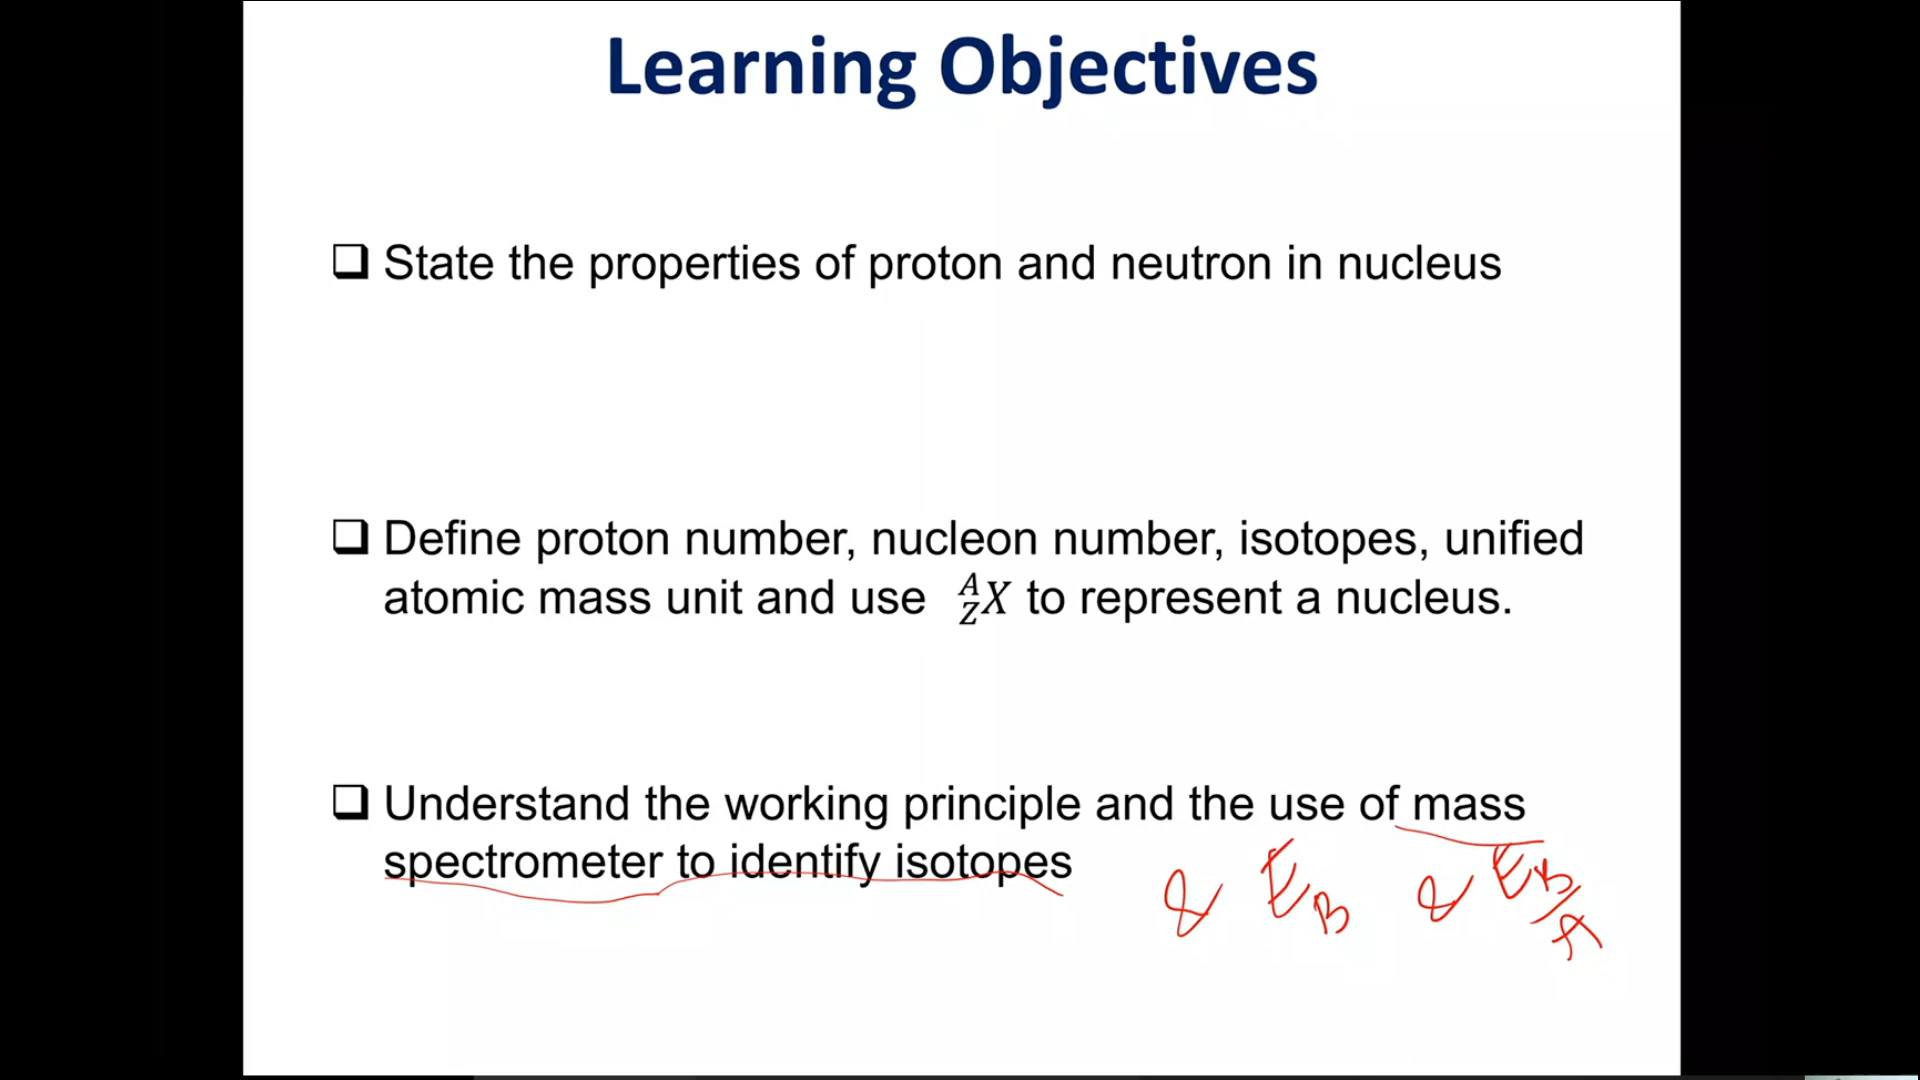 Learning Objectives
❑ State the properties of proton and neutron in nucleus
❑ Define proton number, nucleon number, isotopes, unified
atomic mass unit and use ᴬ_ZX to represent a nucleus.
❑ Understand the working principle and the use of mass
spectrometer to identify isotopes
& E_B & E_B/A